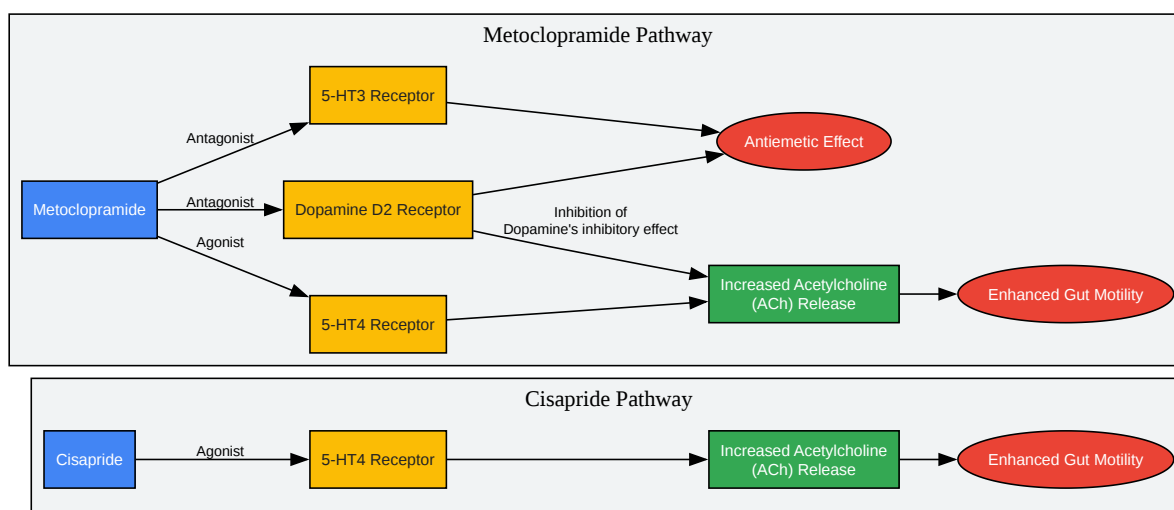 Metoclopramide Pathway
5-HT3 Receptor
Antagonist
Antiemetic Effect
Metoclopramide
Antagonist
Dopamine D2 Receptor
Inhibition of
Dopamine's inhibitory effect
Agonist
Increased Acetylcholine
(ACh) Release
Enhanced Gut Motility
5-HT4 Receptor
Cisapride Pathway
Cisapride
Agonist
5-HT4 Receptor
Increased Acetylcholine
(ACh) Release
Enhanced Gut Motility